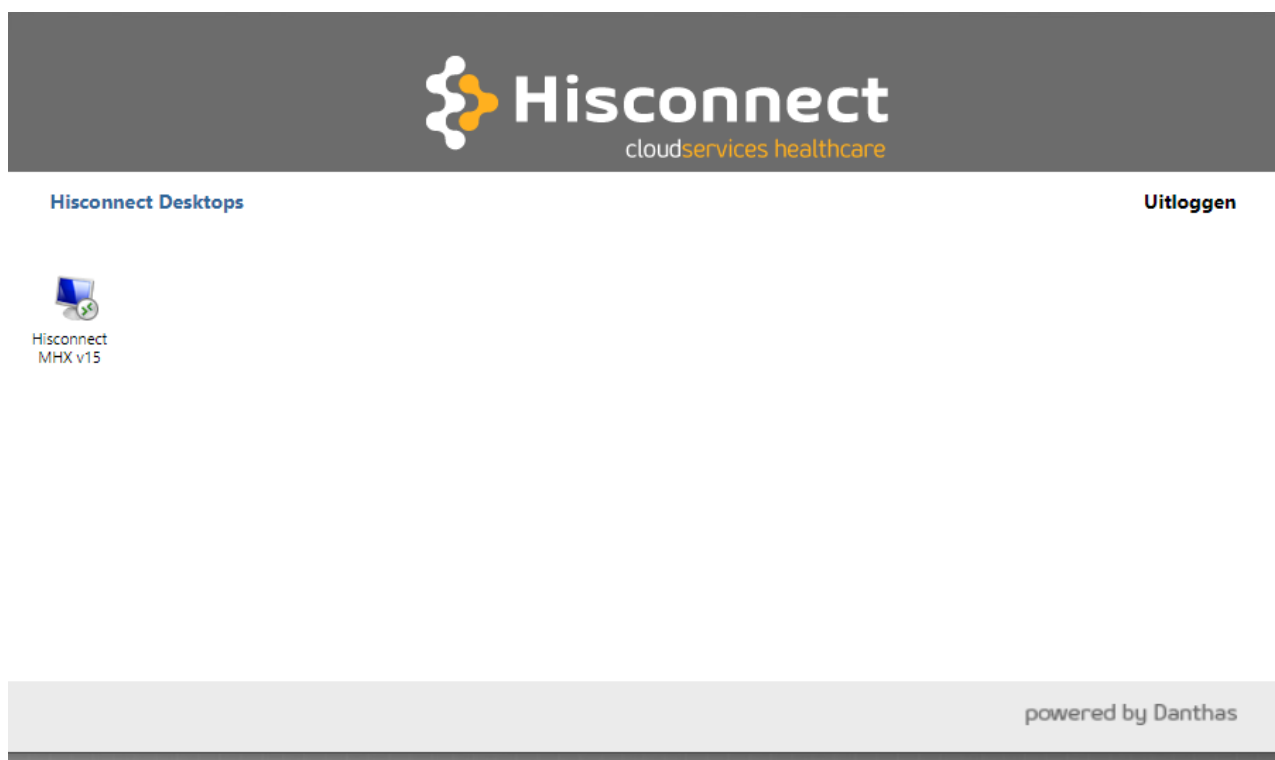 Hisconnect
cloudservices healthcare
Hisconnect Desktops
Uitloggen
Hisconnect
MHX v15
powered by Danthas